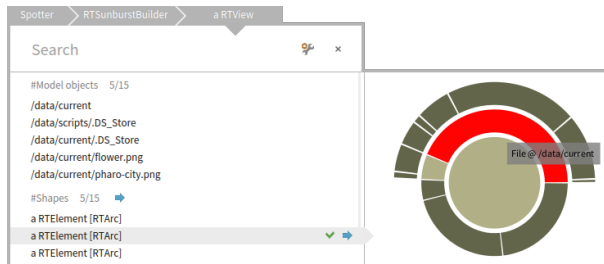 Spotter RTSunburstBuilder a RTView
Search
#Model objects 5/15
/data/current
/data/scripts/.DS_Store
/data/current/.DS_Store
/data/current/flower.png
/data/current/pharo-city.png
#Shapes 5/15
a RTElement [RTArc]
a RTElement [RTArc]
a RTElement [RTArc]
File @ /data/current